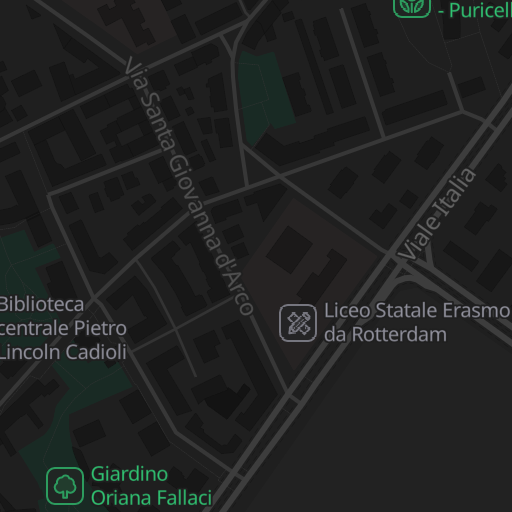 - Puricell
Via Santa Giovanna d'Arco
Viale Italia
Biblioteca
centrale Pietro
Lincoln Cadioli
Liceo Statale Erasmo
da Rotterdam
Giardino
Oriana Fallaci